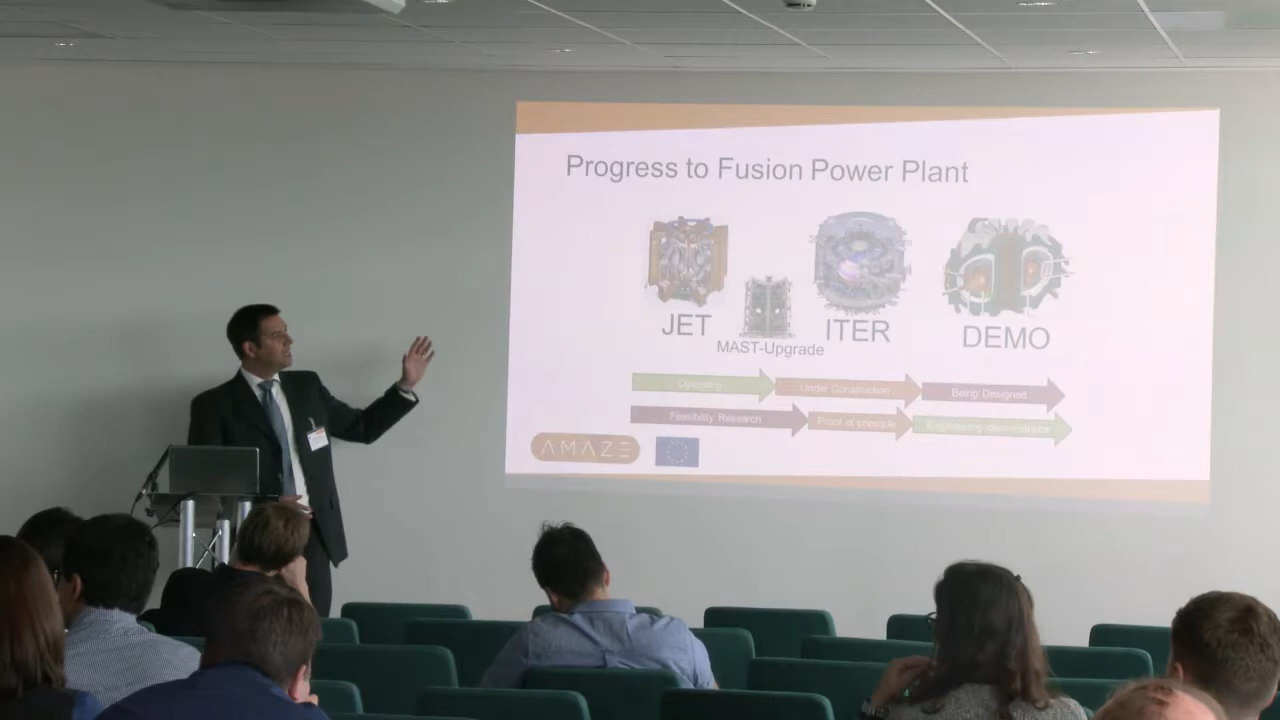 Progress to Fusion Power Plant
JET
ITER
DEMO
MAST-Upgrade
Operating
Under Construction
Being Designed
Feasibility Research
Proof of principle
Engineering demonstration
AMAZE